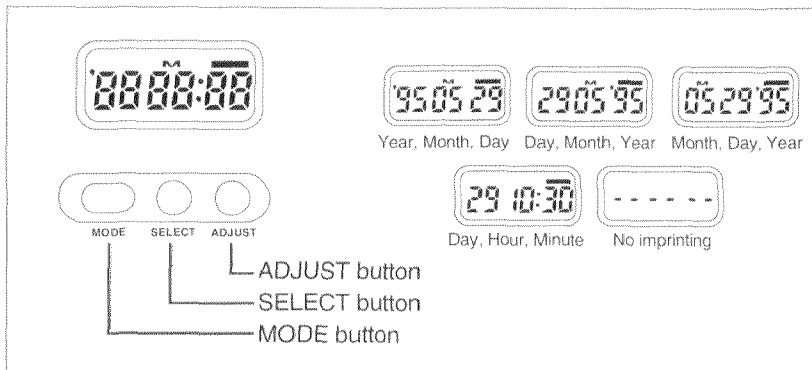 '88 88:88
M
'95 05 29
M
Year, Month, Day
29 05 '95
M
Day, Month, Year
05 29 '95
M
Month, Day, Year
29 10:30
Day, Hour, Minute
- - - - - -
No imprinting
MODE SELECT ADJUST
ADJUST button
SELECT button
MODE button